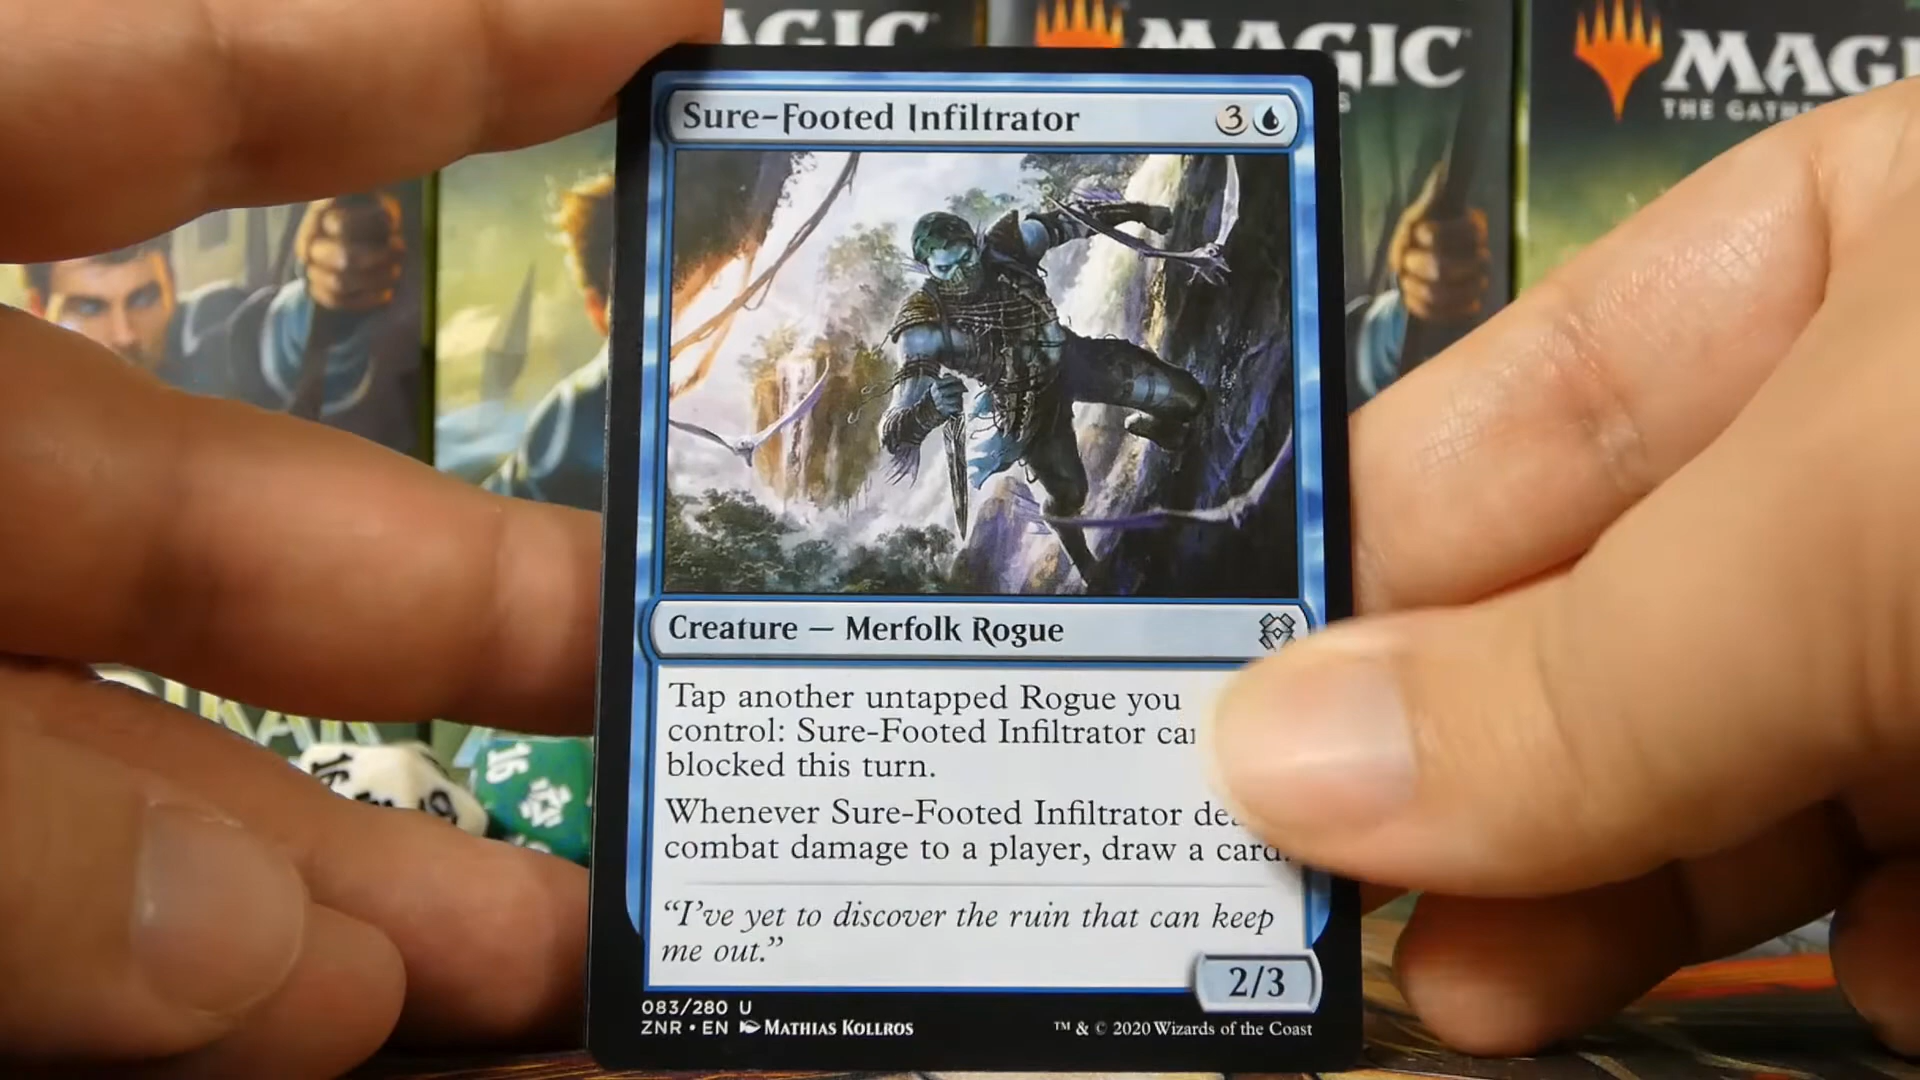 MAGIC
MAGIC
THE GATH
Sure-Footed Infiltrator 3
Creature — Merfolk Rogue
Tap another untapped Rogue you
control: Sure-Footed Infiltrator
blocked this turn.
Whenever Sure-Footed Infiltrator
combat damage to a player, draw a card.
“I’ve yet to discover the ruin that can keep
me out.”
2/3
083/280 U
ZNR • EN Mathias Kollros
™ & © 2020 Wizards of the Coast
16
16